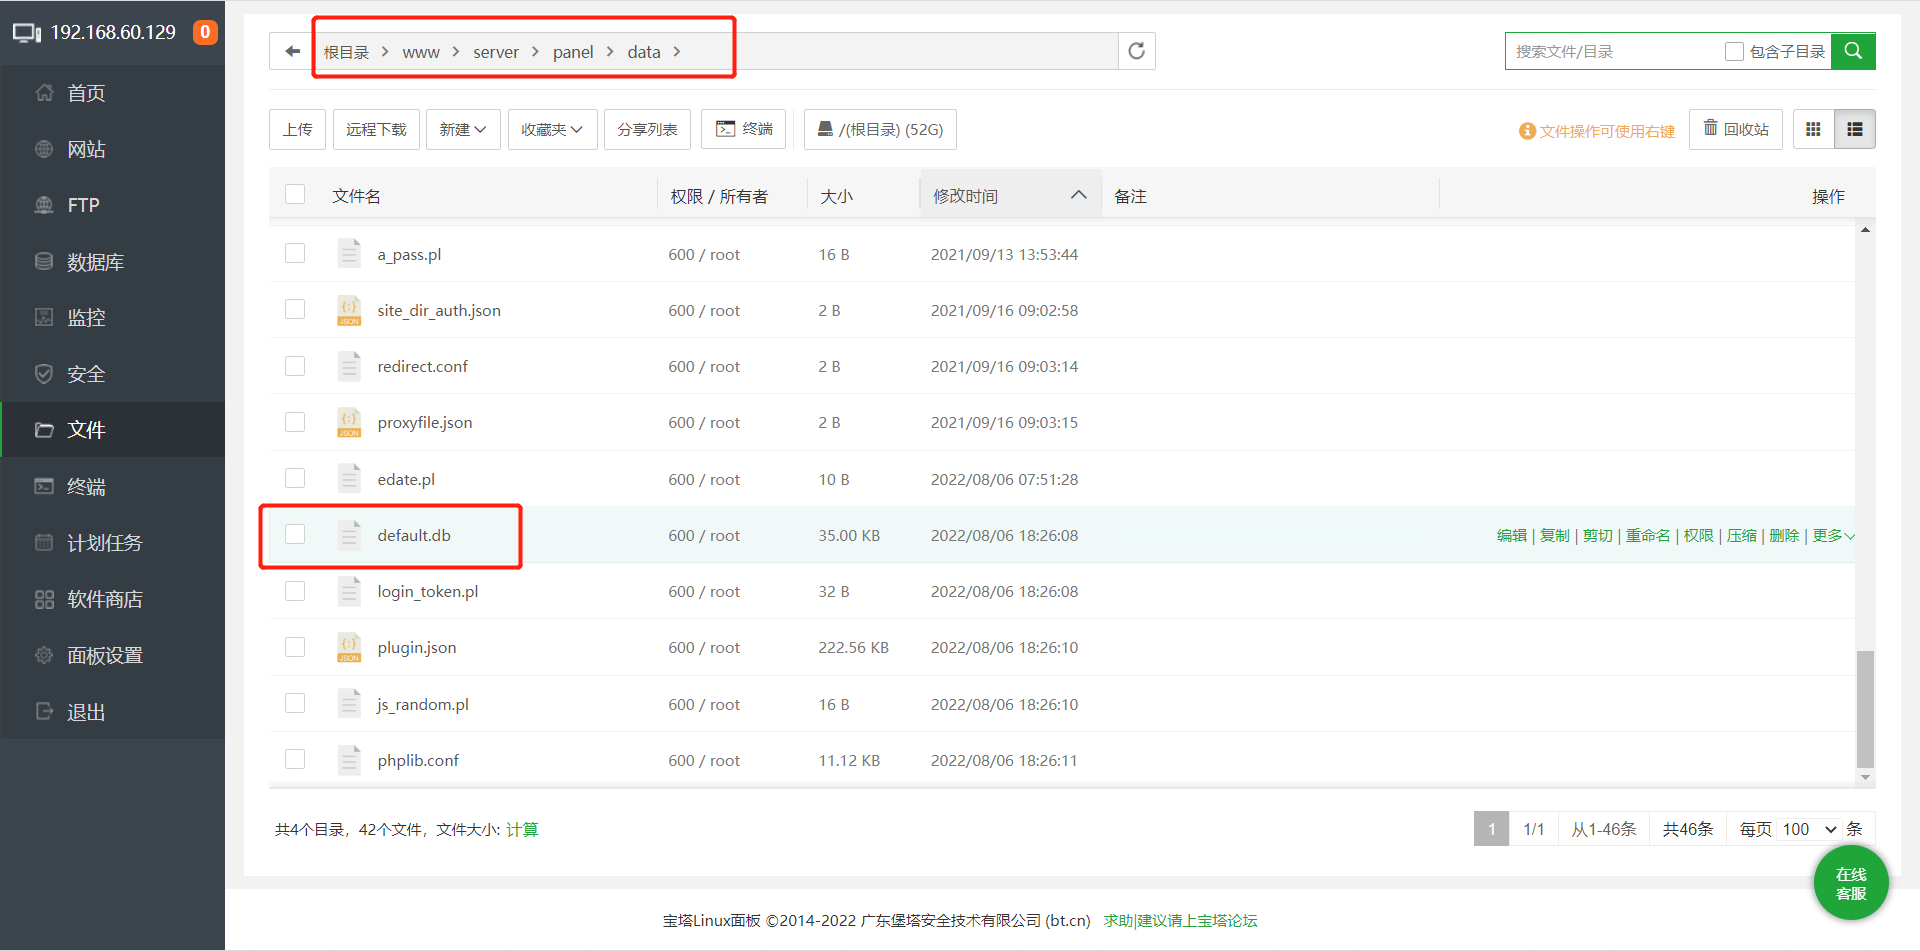 192.168.60.129 0
首页
网站
FTP
数据库
监控
安全
文件
终端
计划任务
软件商店
面板设置
退出
根目录 > www > server > panel > data >
搜索文件/目录 包含子目录
上传 远程下载 新建 收藏夹 分享列表 终端 /(根目录) (52G) 文件操作可使用右键 回收站
文件名 权限 / 所有者 大小 修改时间 备注 操作
a_pass.pl 600 / root 16 B 2021/09/13 13:53:44
site_dir_auth.json 600 / root 2 B 2021/09/16 09:02:58
redirect.conf 600 / root 2 B 2021/09/16 09:03:14
proxyfile.json 600 / root 2 B 2021/09/16 09:03:15
edate.pl 600 / root 10 B 2022/08/06 07:51:28
default.db 600 / root 35.00 KB 2022/08/06 18:26:08 编辑 | 复制 | 剪切 | 重命名 | 权限 | 压缩 | 删除 | 更多
login_token.pl 600 / root 32 B 2022/08/06 18:26:08
plugin.json 600 / root 222.56 KB 2022/08/06 18:26:10
js_random.pl 600 / root 16 B 2022/08/06 18:26:10
phplib.conf 600 / root 11.12 KB 2022/08/06 18:26:11
共4个目录，42个文件，文件大小: 计算
1 1/1 从1-46条 共46条 每页 100 条
在线
客服
宝塔Linux面板 ©2014-2022 广东堡塔安全技术有限公司 (bt.cn) 求助|建议请上宝塔论坛